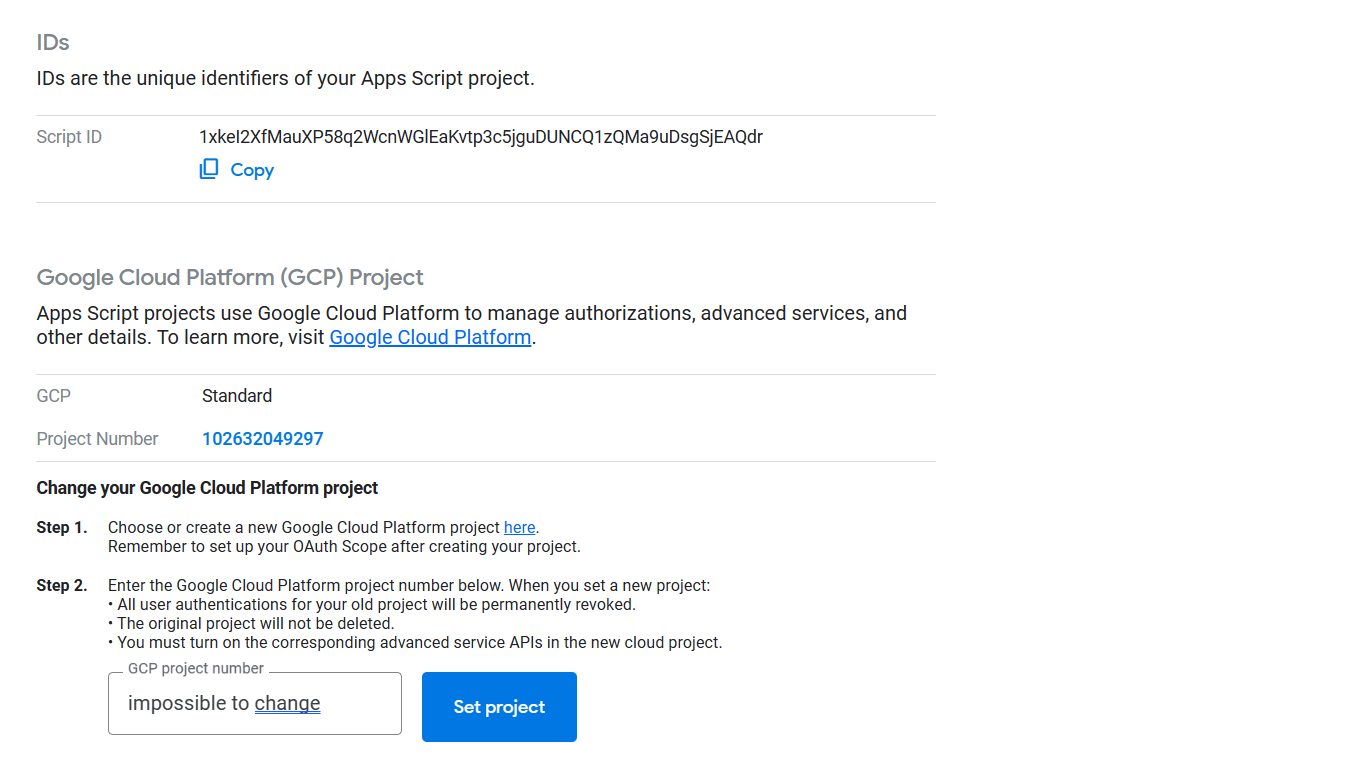 IDs
IDs are the unique identifiers of your Apps Script project.
Script ID 1xkeI2XfMauXP58q2WcnWGlEaKvtp3c5jguDUNCQ1zQMa9uDsgSjEAQdr
Copy
Google Cloud Platform (GCP) Project
Apps Script projects use Google Cloud Platform to manage authorizations, advanced services, and
other details. To learn more, visit Google Cloud Platform.
GCP Standard
Project Number 102632049297
Change your Google Cloud Platform project
Step 1. Choose or create a new Google Cloud Platform project here.
Remember to set up your OAuth Scope after creating your project.
Step 2. Enter the Google Cloud Platform project number below. When you set a new project:
• All user authentications for your old project will be permanently revoked.
• The original project will not be deleted.
• You must turn on the corresponding advanced service APIs in the new cloud project.
GCP project number
impossible to change
Set project